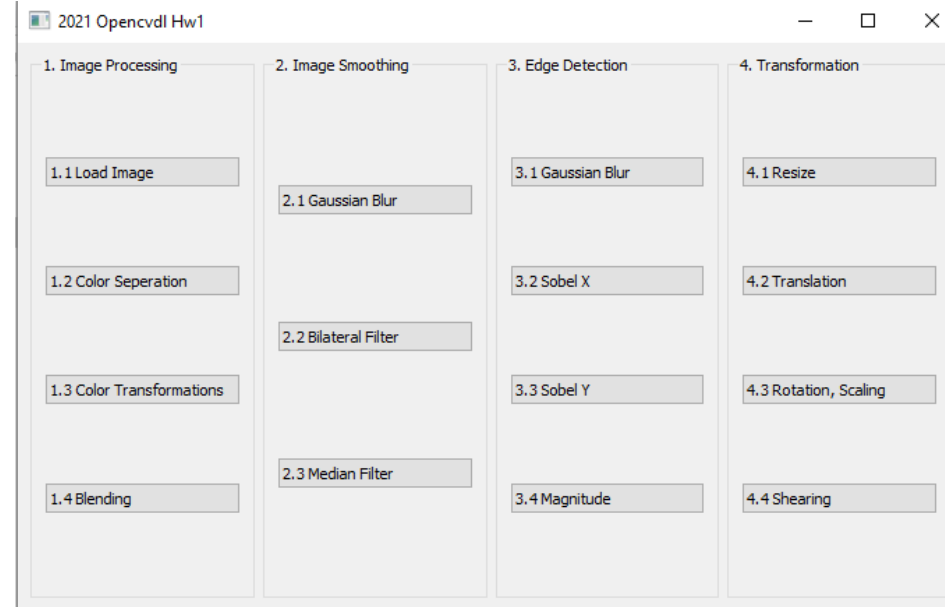 2021 Opencvdl Hw1
1. Image Processing
1.1 Load Image
1.2 Color Seperation
1.3 Color Transformations
1.4 Blending
2. Image Smoothing
2.1 Gaussian Blur
2.2 Bilateral Filter
2.3 Median Filter
3. Edge Detection
3.1 Gaussian Blur
3.2 Sobel X
3.3 Sobel Y
3.4 Magnitude
4. Transformation
4.1 Resize
4.2 Translation
4.3 Rotation, Scaling
4.4 Shearing